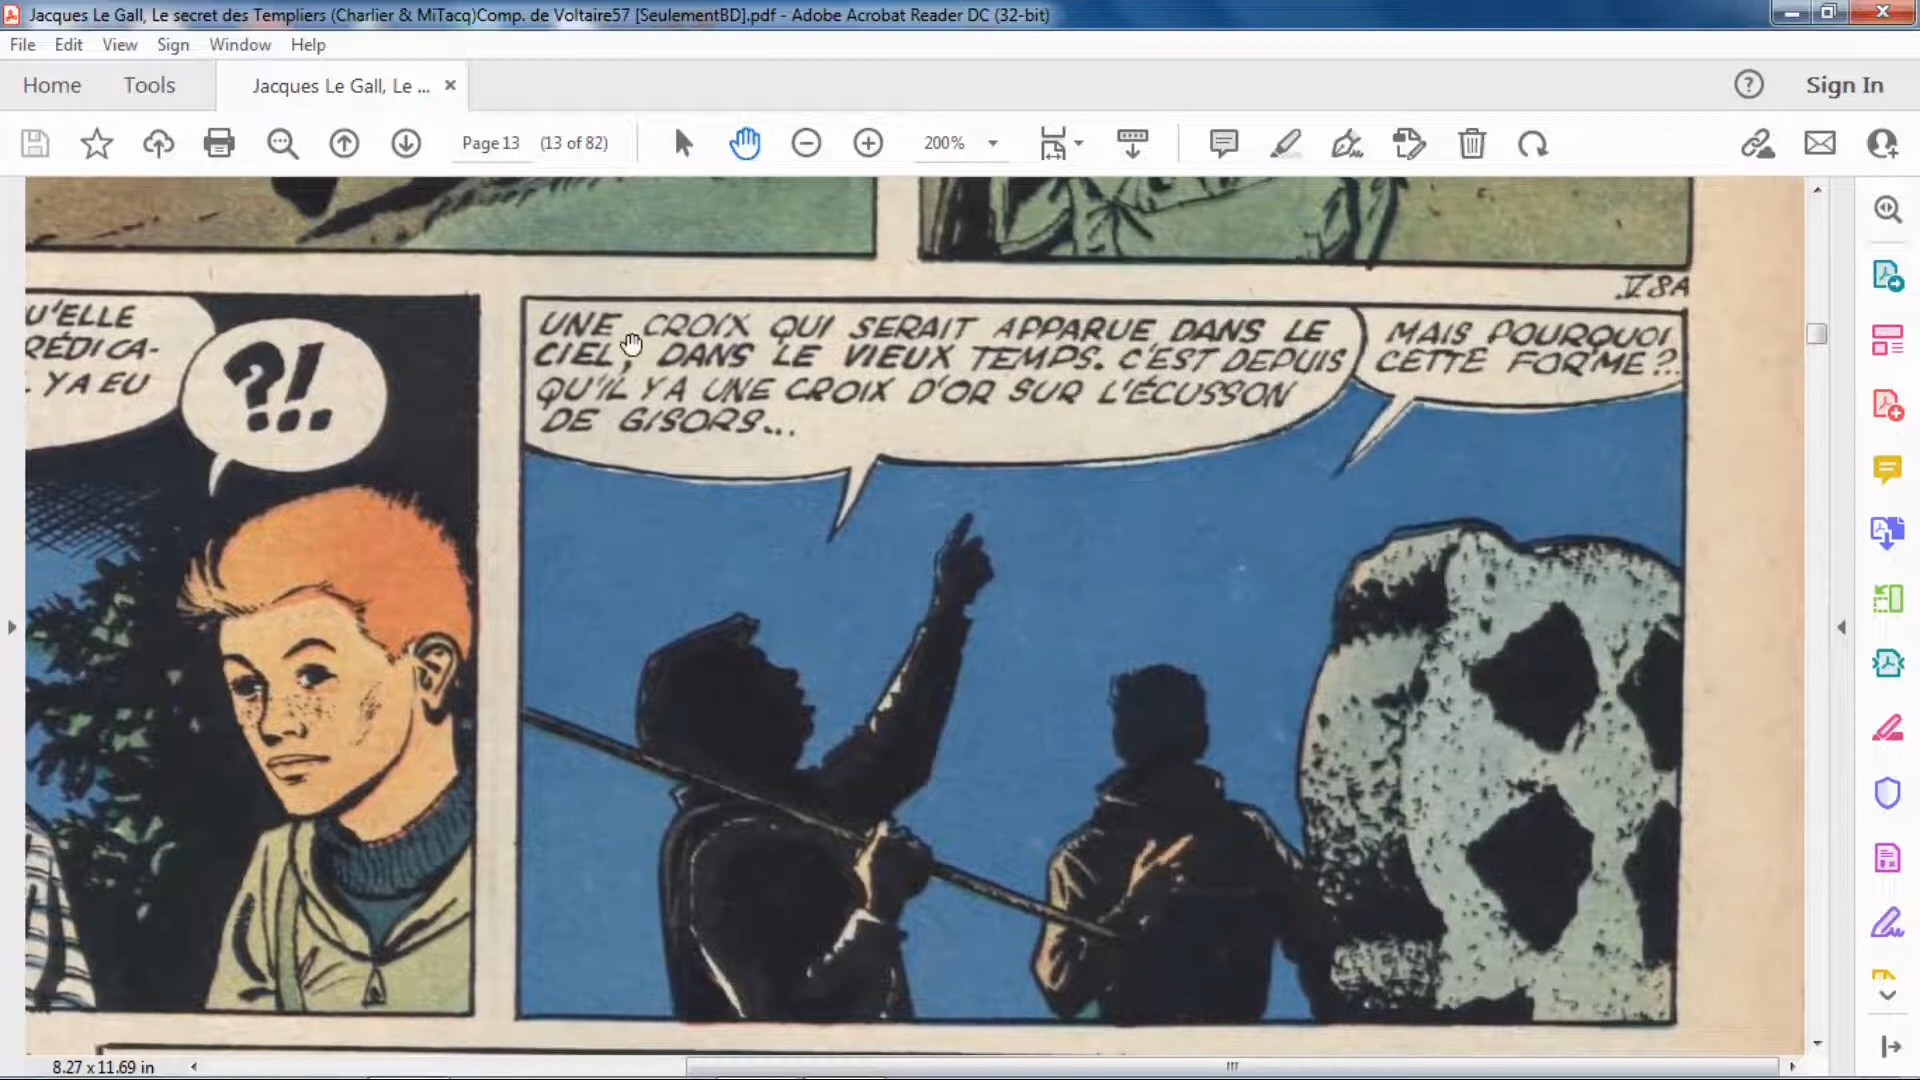 Jacques Le Gall, Le secret des Templiers (Charlier & MiTacq)Comp. de Voltaire57 [SeulementBD].pdf - Adobe Acrobat Reader DC (32-bit)
File Edit View Sign Window Help
Home Tools Jacques Le Gall, Le ... × Sign In
Page 13 (13 of 82) 200%
V 8A
U'ELLE
RÉDICA-
YA EU
?!.
UNE CROIX QUI SERAIT APPARUE DANS LE
CIEL, DANS LE VIEUX TEMPS. C'EST DEPUIS
QU'IL YA UNE CROIX D'OR SUR L'ÉCUSSON
DE GISORS...
MAIS POURQUOI
CETTE FORME?.
8.27 x 11.69 in